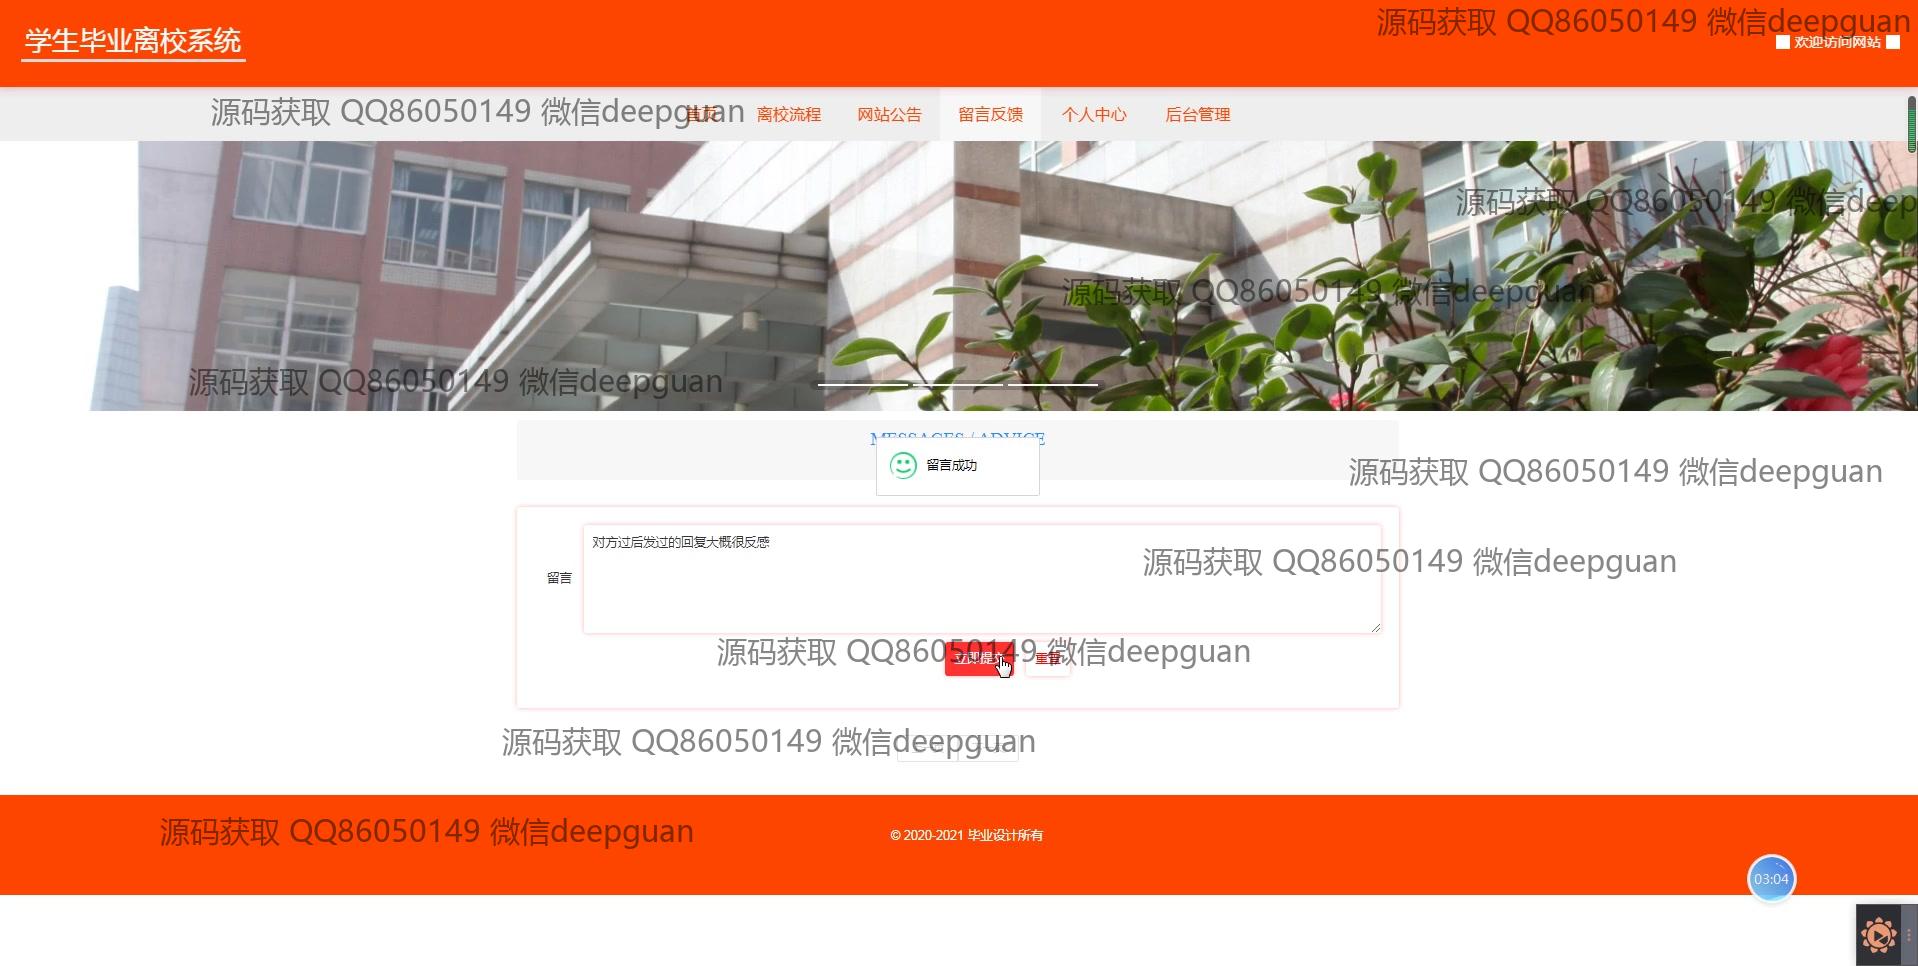 学生毕业离校系统
源码获取 QQ86050149 微信deepguan
欢迎访问网站
源码获取 QQ86050149 微信deepguan
首页
离校流程
网站公告
留言反馈
个人中心
后台管理
源码获取 QQ86050149 微信deep
源码获取 QQ86050149 微信deepguan
源码获取 QQ86050149 微信deepguan
MESSAGES / ADVICE
留言成功
源码获取 QQ86050149 微信deepguan
对方过后发过的回复大概很反感
源码获取 QQ86050149 微信deepguan
留言
源码获取 QQ86050149 微信deepguan
立即提交
重置
源码获取 QQ86050149 微信deepguan
源码获取 QQ86050149 微信deepguan
© 2020-2021 毕业设计所有
03:04